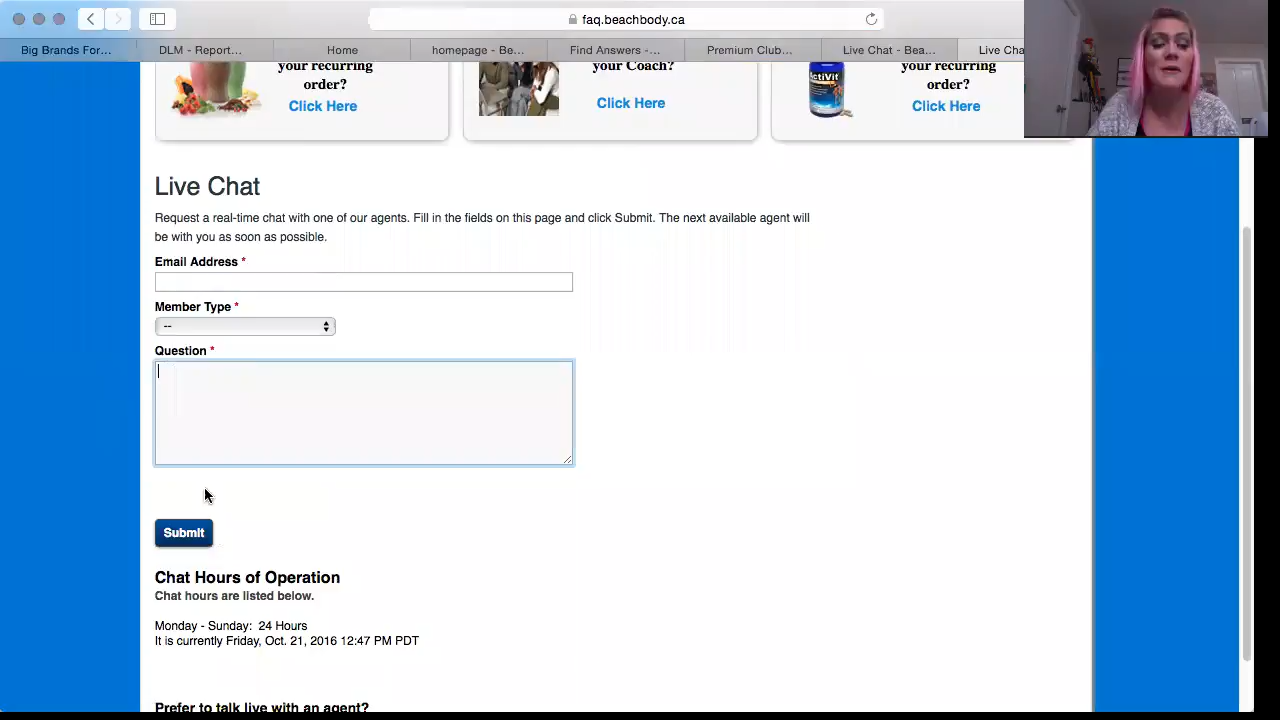 faq.beachbody.ca
Big Brands For... DLM - Report... Home homepage - Be... Find Answers -... Premium Club... Live Chat - Bea... Live Cha
your recurring
order?
Click Here
your Coach?
Click Here
ActiVit
your recurring
order?
Click Here
Live Chat
Request a real-time chat with one of our agents. Fill in the fields on this page and click Submit. The next available agent will
be with you as soon as possible.
Email Address *
Member Type *
--
Question *
Submit
Chat Hours of Operation
Chat hours are listed below.
Monday - Sunday: 24 Hours
It is currently Friday, Oct. 21, 2016 12:47 PM PDT
Prefer to talk live with an agent?